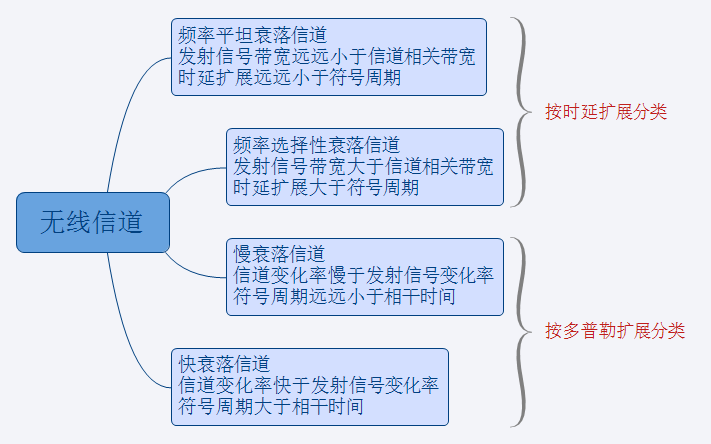 频率平坦衰落信道
发射信号带宽远远小于信道相关带宽
时延扩展远远小于符号周期
按时延扩展分类
频率选择性衰落信道
发射信号带宽大于信道相关带宽
时延扩展大于符号周期
无线信道
慢衰落信道
信道变化率慢于发射信号变化率
符号周期远远小于相干时间
按多普勒扩展分类
快衰落信道
信道变化率快于发射信号变化率
符号周期大于相干时间